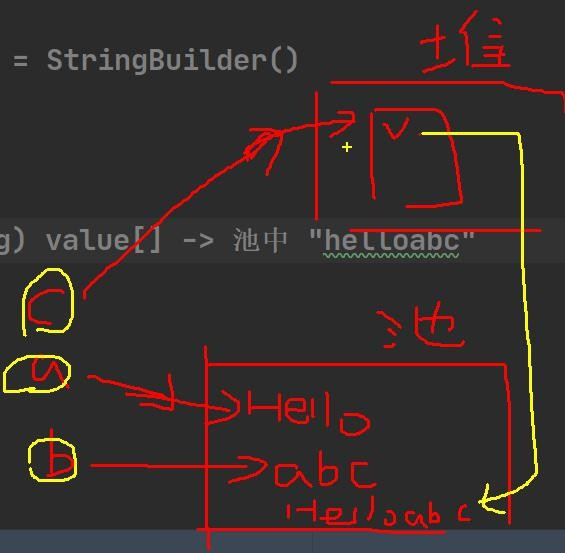 = StringBuilder()
堆
v
g) value[] -> 池中 "helloabc"
c
池
a
Hello
b
abc
Helloabc